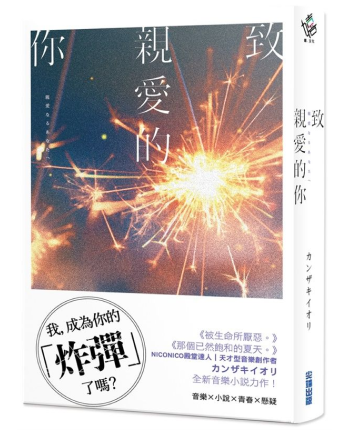 致
親愛的
你
我,成為你的
「炸彈」
了嗎?
《被生命所厭惡。》
《那個已然飽和的夏天。》
NICONICO殿堂達人|天才型音樂創作者
カンザキイオリ
全新音樂小說力作!
音樂×小說×青春×懸疑
致
親愛的你
カンザキイオリ
尖端出版